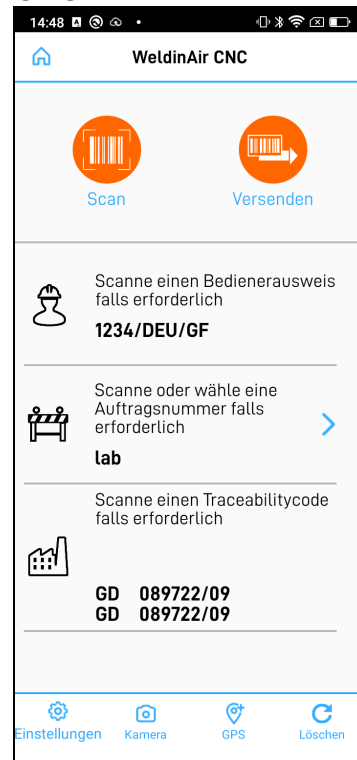 14:48
WeldinAir CNC
Scan
Versenden
Scanne einen Bedienerausweis
falls erforderlich
1234/DEU/GF
Scanne oder wähle eine
Auftragsnummer falls
erforderlich
lab
Scanne einen Traceabilitycode
falls erforderlich
GD 089722/09
GD 089722/09
Einstellungen
Kamera
GPS
Löschen